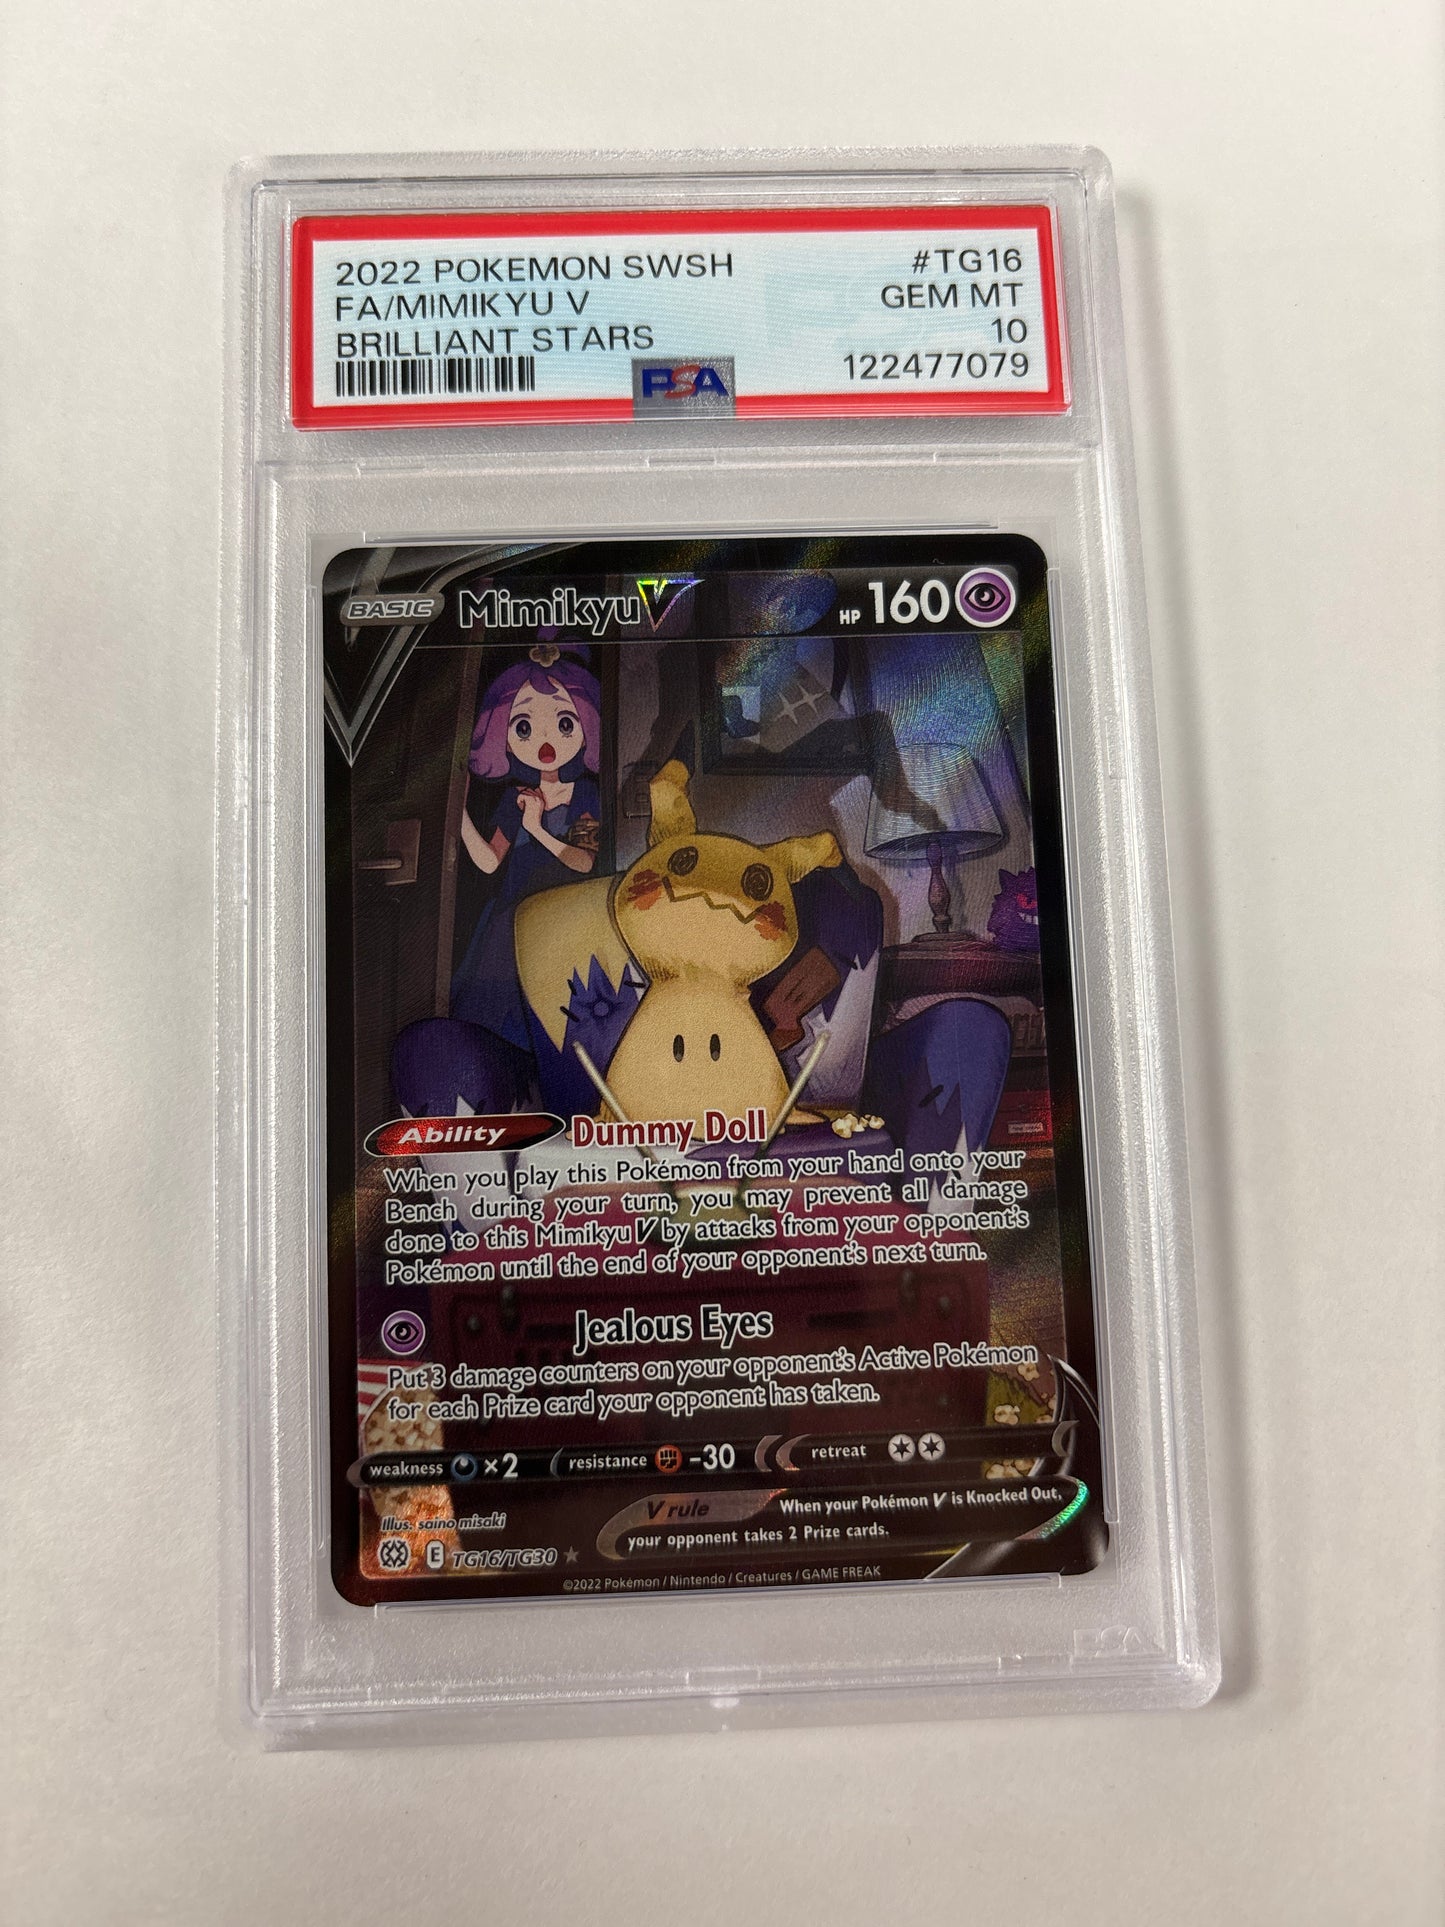 2022 POKEMON SWSH #TG16
FA/MIMIKYU V GEM MT
BRILLIANT STARS 10
PSA 122477079
BASIC Mimikyu V HP 160
Ability Dummy Doll
When you play this Pokémon from your hand onto your
Bench during your turn, you may prevent all damage
done to this Mimikyu V by attacks from your opponent's
Pokémon until the end of your opponent's next turn.
Jealous Eyes
Put 3 damage counters on your opponent's Active Pokémon
for each Prize card your opponent has taken.
weakness ×2 resistance -30 retreat
V rule When your Pokémon V is Knocked Out,
your opponent takes 2 Prize cards.
Illus. saino misaki
E TG16/TG30
©2022 Pokémon / Nintendo / Creatures / GAME FREAK
PSA